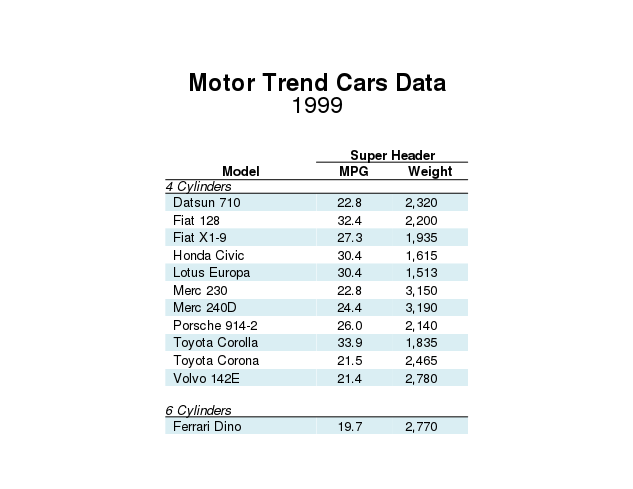 Motor Trend Cars Data
1999
Super Header
Model MPG Weight
4 Cylinders
Datsun 710 22.8 2,320
Fiat 128 32.4 2,200
Fiat X1-9 27.3 1,935
Honda Civic 30.4 1,615
Lotus Europa 30.4 1,513
Merc 230 22.8 3,150
Merc 240D 24.4 3,190
Porsche 914-2 26.0 2,140
Toyota Corolla 33.9 1,835
Toyota Corona 21.5 2,465
Volvo 142E 21.4 2,780
6 Cylinders
Ferrari Dino 19.7 2,770